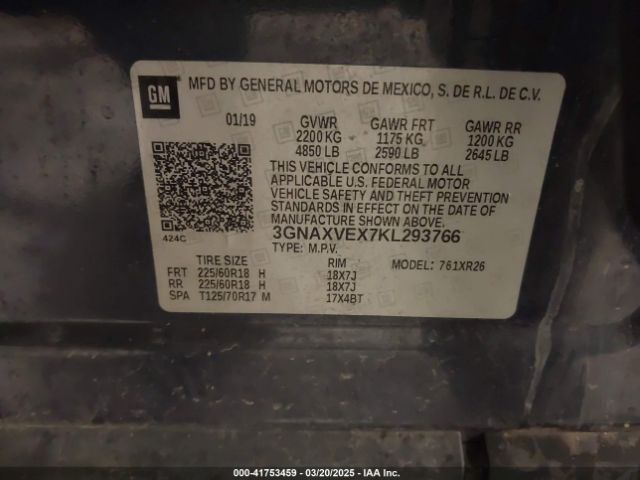 GM
MFD BY GENERAL MOTORS DE MEXICO, S. DE R.L. DE C.V.
01/19 GVWR GAWR FRT GAWR RR
2200 KG 1175 KG 1200 KG
4850 LB 2590 LB 2645 LB
THIS VEHICLE CONFORMS TO ALL
APPLICABLE U.S. FEDERAL MOTOR
VEHICLE SAFETY AND THEFT PREVENTION
STANDARDS IN EFFECT ON THE DATE OF
MANUFACTURE SHOWN ABOVE.
424C 3GNAXVEX7KL293766
TYPE: M.P.V. MODEL: 761XR26
TIRE SIZE RIM
FRT 225/60R18 H 18X7J
RR 225/60R18 H 18X7J
SPA T125/70R17 M 17X4BT
000-41753459 — 03/20/2025 — IAA Inc.